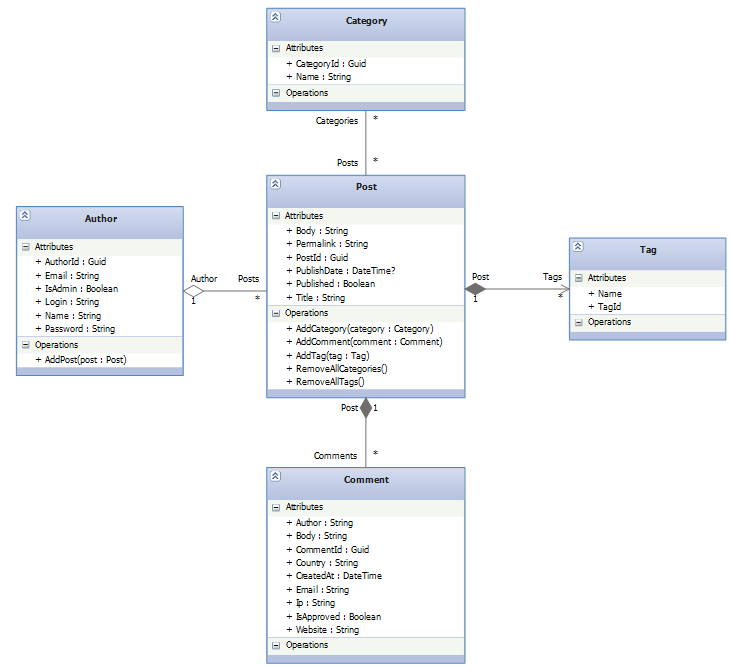 Category
Attributes
+ CategoryId : Guid
+ Name : String
Operations
Categories *
Posts *
Post
Attributes
+ Body : String
+ Permalink : String
+ PostId : Guid
+ PublishDate : DateTime?
+ Published : Boolean
+ Title : String
Operations
+ AddCategory(category : Category)
+ AddComment(comment : Comment)
+ AddTag(tag : Tag)
+ RemoveAllCategories()
+ RemoveAllTags()
Author
Attributes
+ AuthorId : Guid
+ Email : String
+ IsAdmin : Boolean
+ Login : String
+ Name : String
+ Password : String
Operations
+ AddPost(post : Post)
Author Posts
1 *
Post Tags
1 *
Tag
Attributes
+ Name
+ TagId
Operations
Post 1
Comments *
Comment
Attributes
+ Author : String
+ Body : String
+ CommentId : Guid
+ Country : String
+ CreatedAt : DateTime
+ Email : String
+ Ip : String
+ IsApproved : Boolean
+ Website : String
Operations